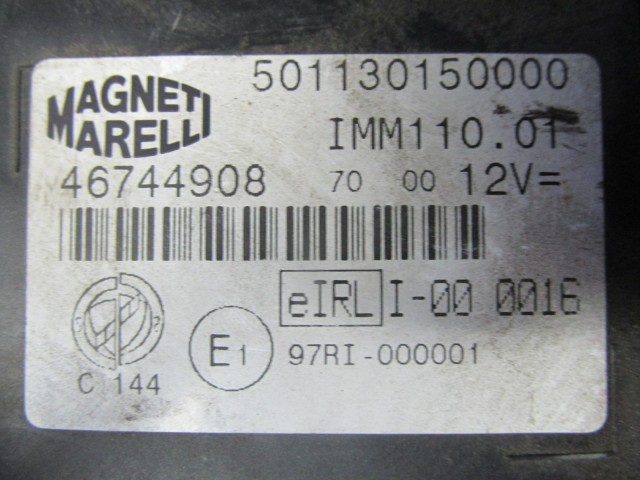 MAGNETI
MARELLI
501130150000
IMM110.01
46744908 70 00 12V=
eIRL I-00 0016
E1 97RI-000001
C 144